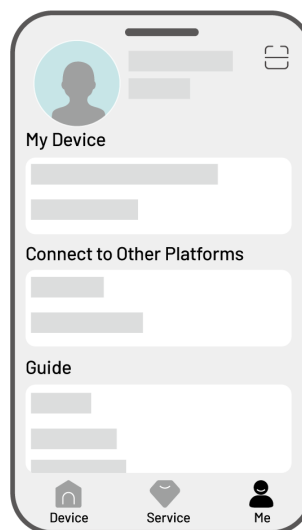 My Device
Connect to Other Platforms
Guide
Device
Service
Me